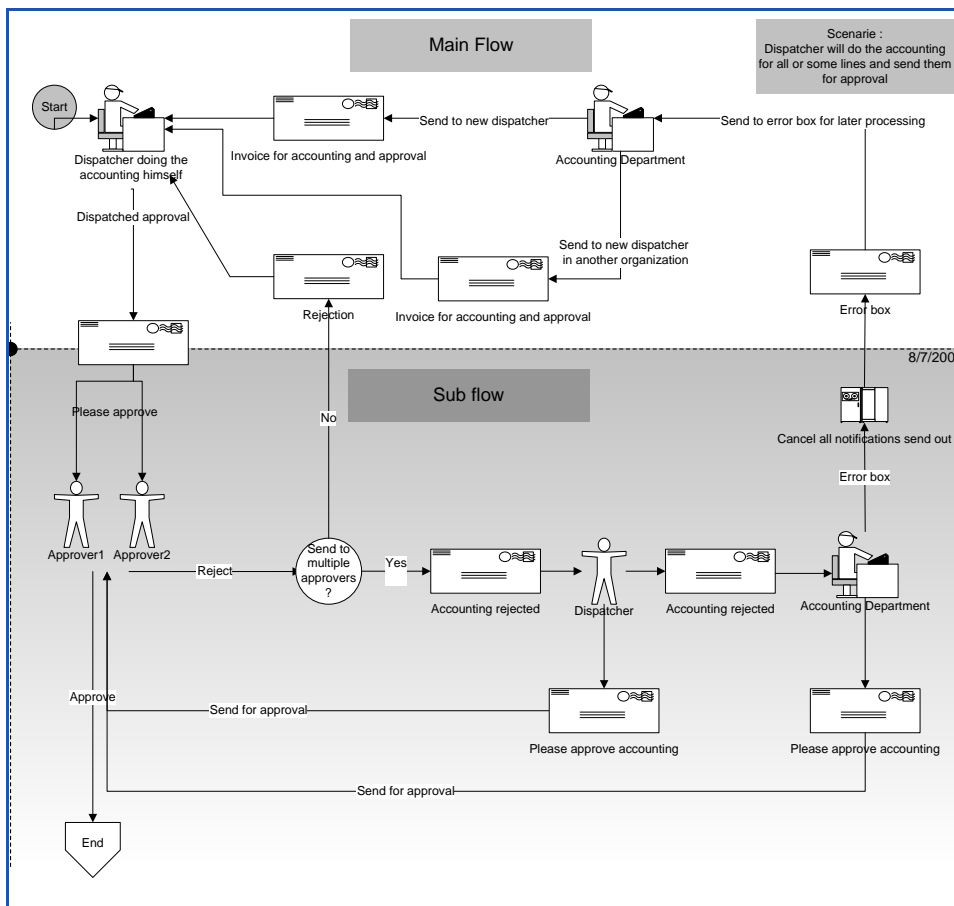 Main Flow
Scenarie :
Dispatcher will do the accounting
for all or some lines and send them
for approval
Start
Send to new dispatcher
Send to error box for later processing
Invoice for accounting and approval
Accounting Department
Dispatcher doing the
accounting himself
Dispatched approval
Send to new dispatcher
in another organization
Rejection
Invoice for accounting and approval
Error box
8/7/200
Sub flow
Please approve
No
Cancel all notifications send out
Error box
Approver1
Approver2
Reject
Send to
multiple
approvers
?
Yes
Accounting rejected
Dispatcher
Accounting rejected
Accounting Department
Approve
Send for approval
Please approve accounting
Please approve accounting
Send for approval
End